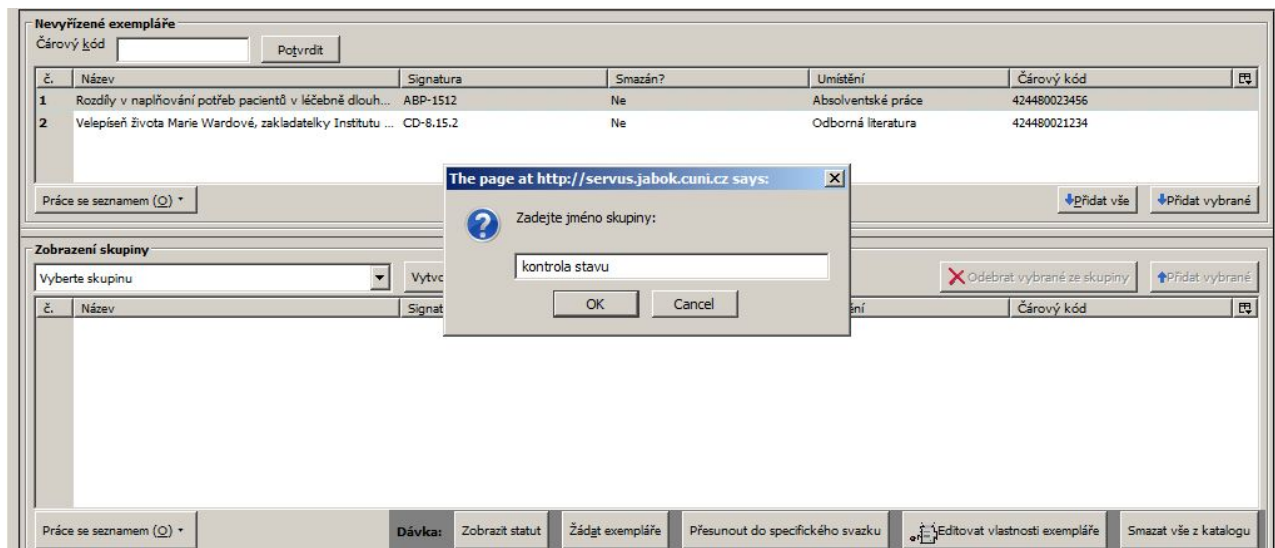 Nevyřízené exempláře
Čárový kód Potvrdit
č. Název Signatura Smazán? Umístění Čárový kód
1 Rozdíly v naplňování potřeb pacientů v léčebně dlouh... ABP-1512 Ne Absolventské práce 424480023456
2 Velepíseň života Marie Wardové, zakladatelky Institutu ... CD-8.15.2 Ne Odborná literatura 424480021234
The page at http://servus.jabok.cuni.cz says:
Zadejte jméno skupiny:
kontrola stavu
OK Cancel
Práce se seznamem (O) Přidat vše Přidat vybrané
Zobrazení skupiny
Vyberte skupinu Vytvo Odebrat vybrané ze skupiny Přidat vybrané
č. Název Signat ění Čárový kód
Práce se seznamem (O) Dávka: Zobrazit statut Žádat exempláře Přesunout do specifického svazku Editovat vlastnosti exempláře Smazat vše z katalogu